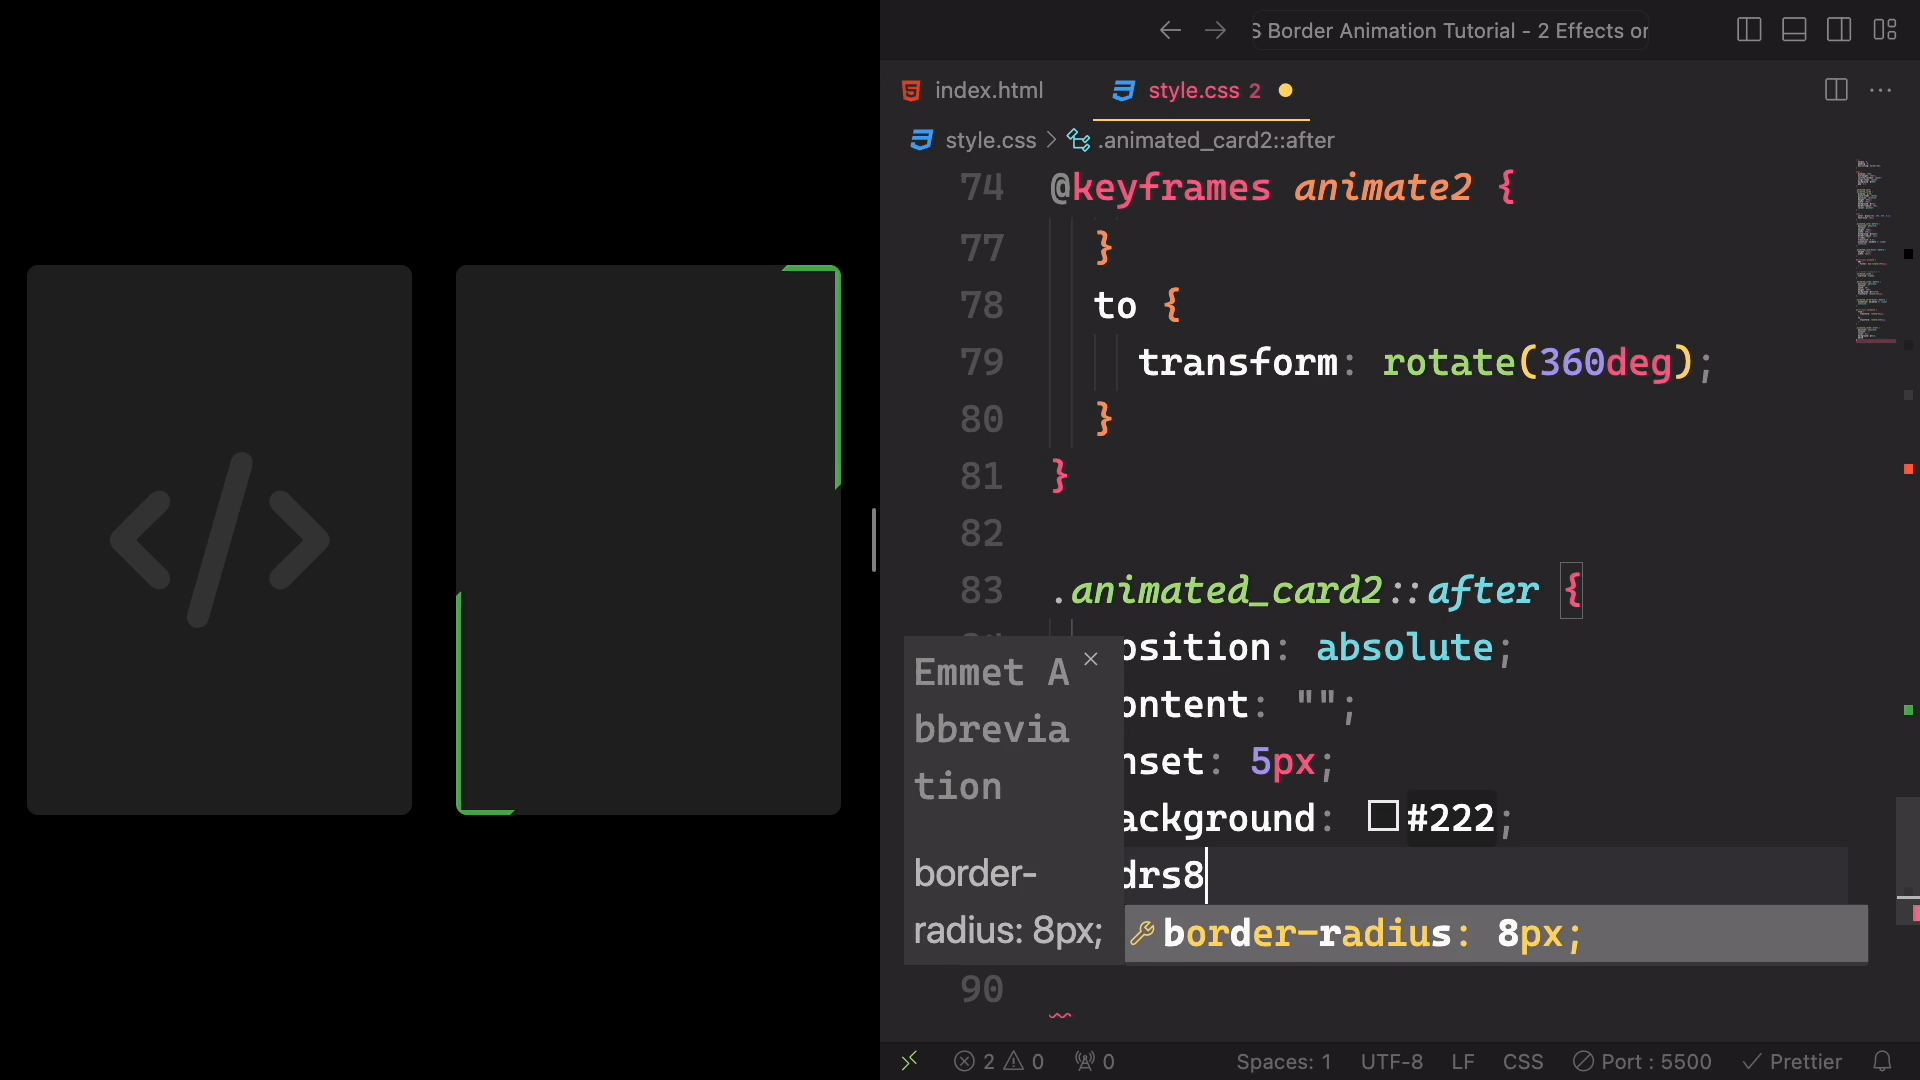 S Border Animation Tutorial - 2 Effects or
index.html
style.css 2
style.css > .animated_card2::after
74 @keyframes animate2 {
77 }
78 to {
79 transform: rotate(360deg);
80 }
81 }
82
83 .animated_card2::after {
osition: absolute;
ontent: "";
nset: 5px;
ackground: #222;
drs8
Emmet A
bbrevia
tion
border-
radius: 8px;
border-radius: 8px;
90
2 0 0 Spaces: 1 UTF-8 LF CSS Port : 5500 Prettier